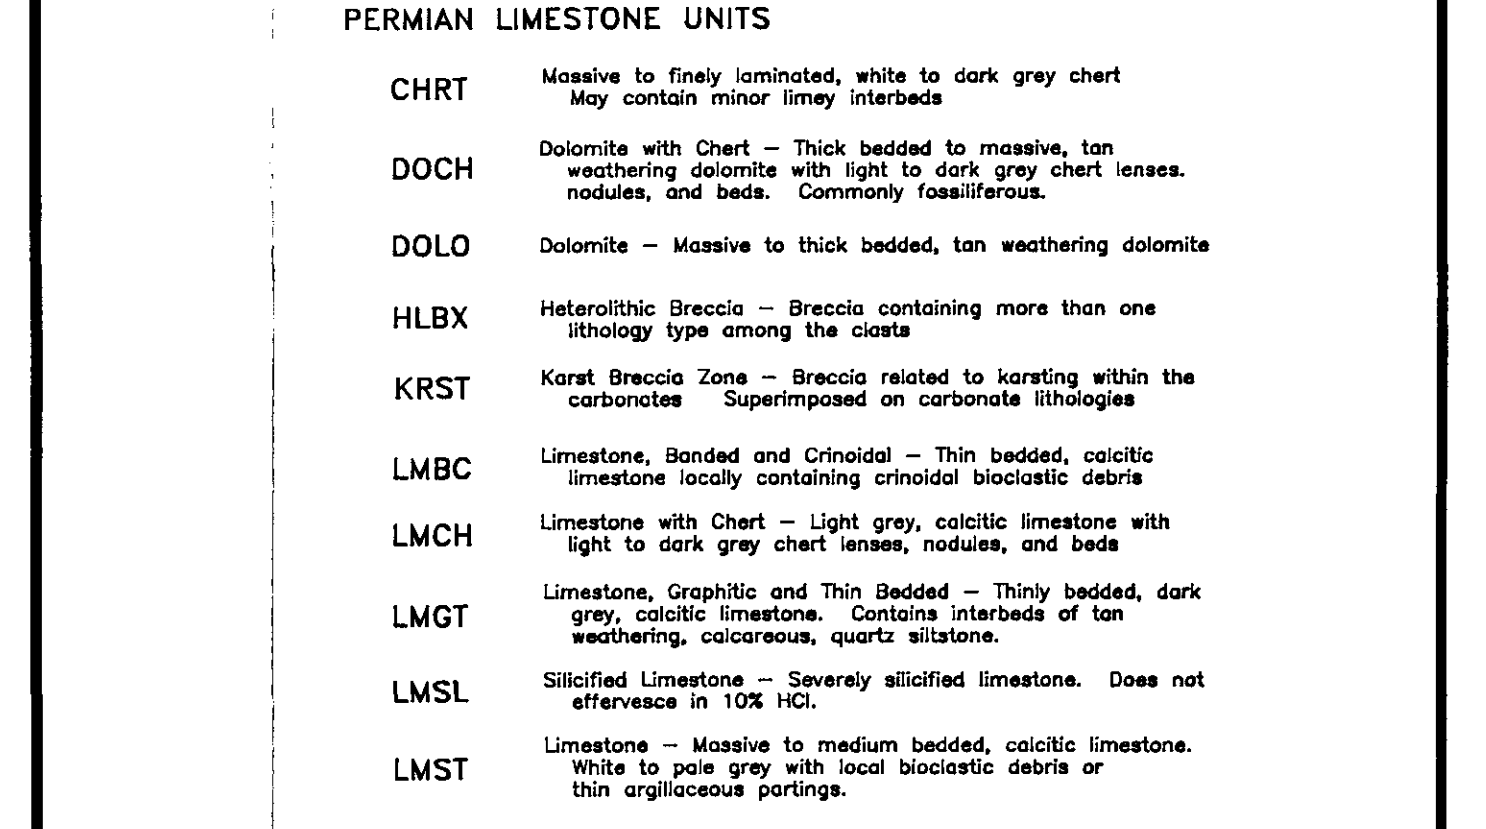 PERMIAN LIMESTONE UNITS
CHRT
Massive to finely laminated, white to dark grey chert
May contain minor limey interbeds
DOCH
Dolomite with Chert – Thick bedded to massive, tan
weathering dolomite with light to dark grey chert lenses.
nodules, and beds. Commonly fossiliferous.
DOLO
Dolomite – Massive to thick bedded, tan weathering dolomite
HLBX
Heterolithic Breccia – Breccia containing more than one
lithology type among the clasts
KRST
Karst Breccia Zone – Breccia related to karsting within the
carbonates Superimposed on carbonate lithologies
LMBC
Limestone, Banded and Crinoidal – Thin bedded, calcitic
limestone locally containing crinoidal bioclastic debris
LMCH
Limestone with Chert – Light grey, calcitic limestone with
light to dark grey chert lenses, nodules, and beds
LMGT
Limestone, Graphitic and Thin Bedded – Thinly bedded, dark
grey, calcitic limestone. Contains interbeds of tan
weathering, calcareous, quartz siltstone.
LMSL
Silicified Limestone – Severely silicified limestone. Does not
effervesce in 10% HCl.
LMST
Limestone – Massive to medium bedded, calcitic limestone.
White to pale grey with local bioclastic debris or
thin argillaceous partings.